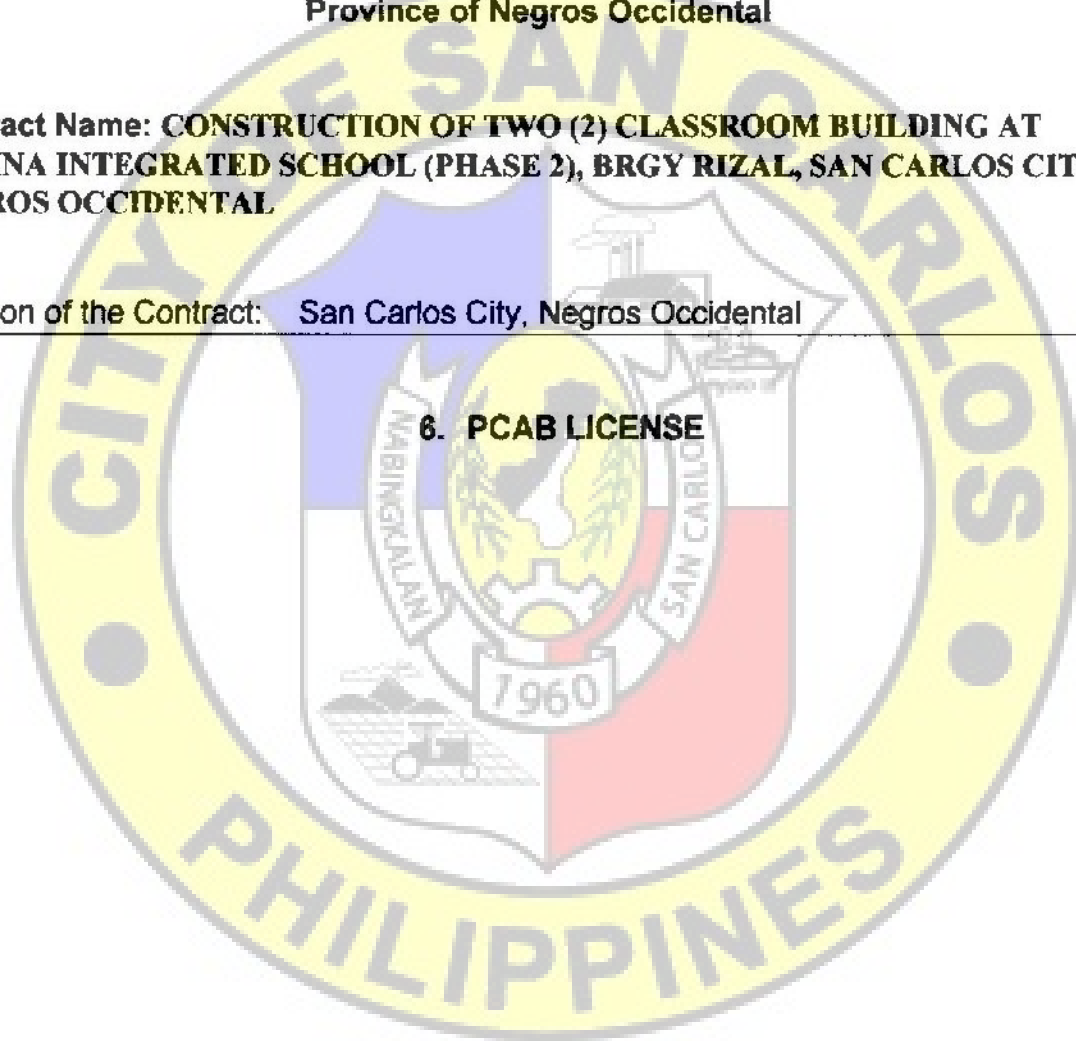 Province of Negros Occidental
act Name: CONSTRUCTION OF TWO (2) CLASSROOM BUILDING AT
NA INTEGRATED SCHOOL (PHASE 2), BRGY RIZAL, SAN CARLOS CIT
ROS OCCIDENTAL
on of the Contract: San Carlos City, Negros Occidental
6. PCAB LICENSE
CITY OF SAN CARLOS
NABINGKALAN
SAN CARLOS
1960
PHILIPPINES